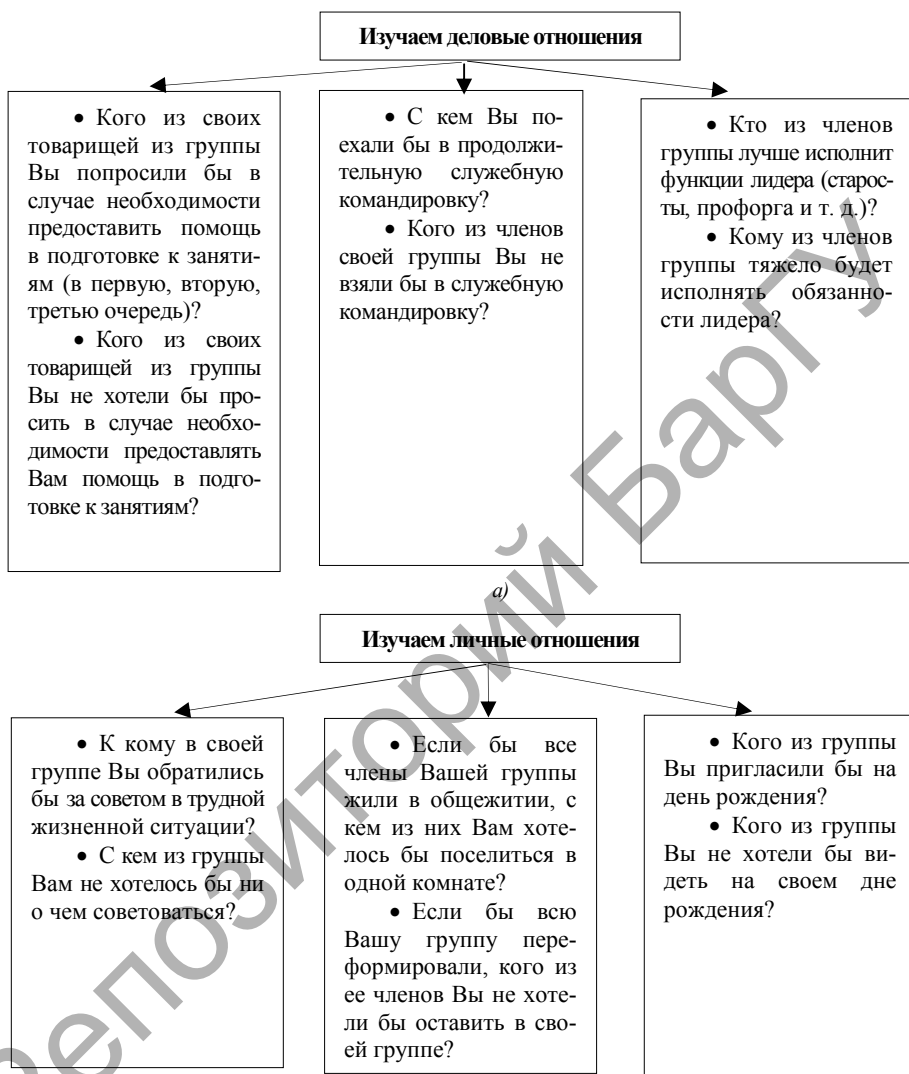 Изучаем деловые отношения
• Кого из своих
товарищей из группы
Вы попросили бы в
случае необходимости
предоставить помощь
в подготовке к заняти-
ям (в первую, вторую,
третью очередь)?
• Кого из своих
товарищей из группы
Вы не хотели бы про-
сить в случае необхо-
димости предоставлять
Вам помощь в подго-
товке к занятиям?
• С кем Вы по-
ехали бы в продолжи-
тельную служебную
командировку?
• Кого из членов
своей группы Вы не
взяли бы в служебную
командировку?
• Кто из членов
группы лучше исполнит
функции лидера (старос-
ты, профорга и т. д.)?
• Кому из членов
группы тяжело будет
исполнять обязанно-
сти лидера?
а)
Изучаем личные отношения
• К кому в своей
группе Вы обратились
бы за советом в трудной
жизненной ситуации?
• С кем из группы
Вам не хотелось бы ни
о чем советоваться?
• Если бы все
члены Вашей группы
жили в общежитии, с
кем из них Вам хоте-
лось бы поселиться в
одной комнате?
• Если бы всю
Вашу группу пере-
формировали, кого из
ее членов Вы не хоте-
ли бы оставить в сво-
ей группе?
• Кого из группы
Вы пригласили бы на
день рождения?
• Кого из группы
Вы не хотели бы ви-
деть на своем дне
рождения?
Репозиторий БарГУ